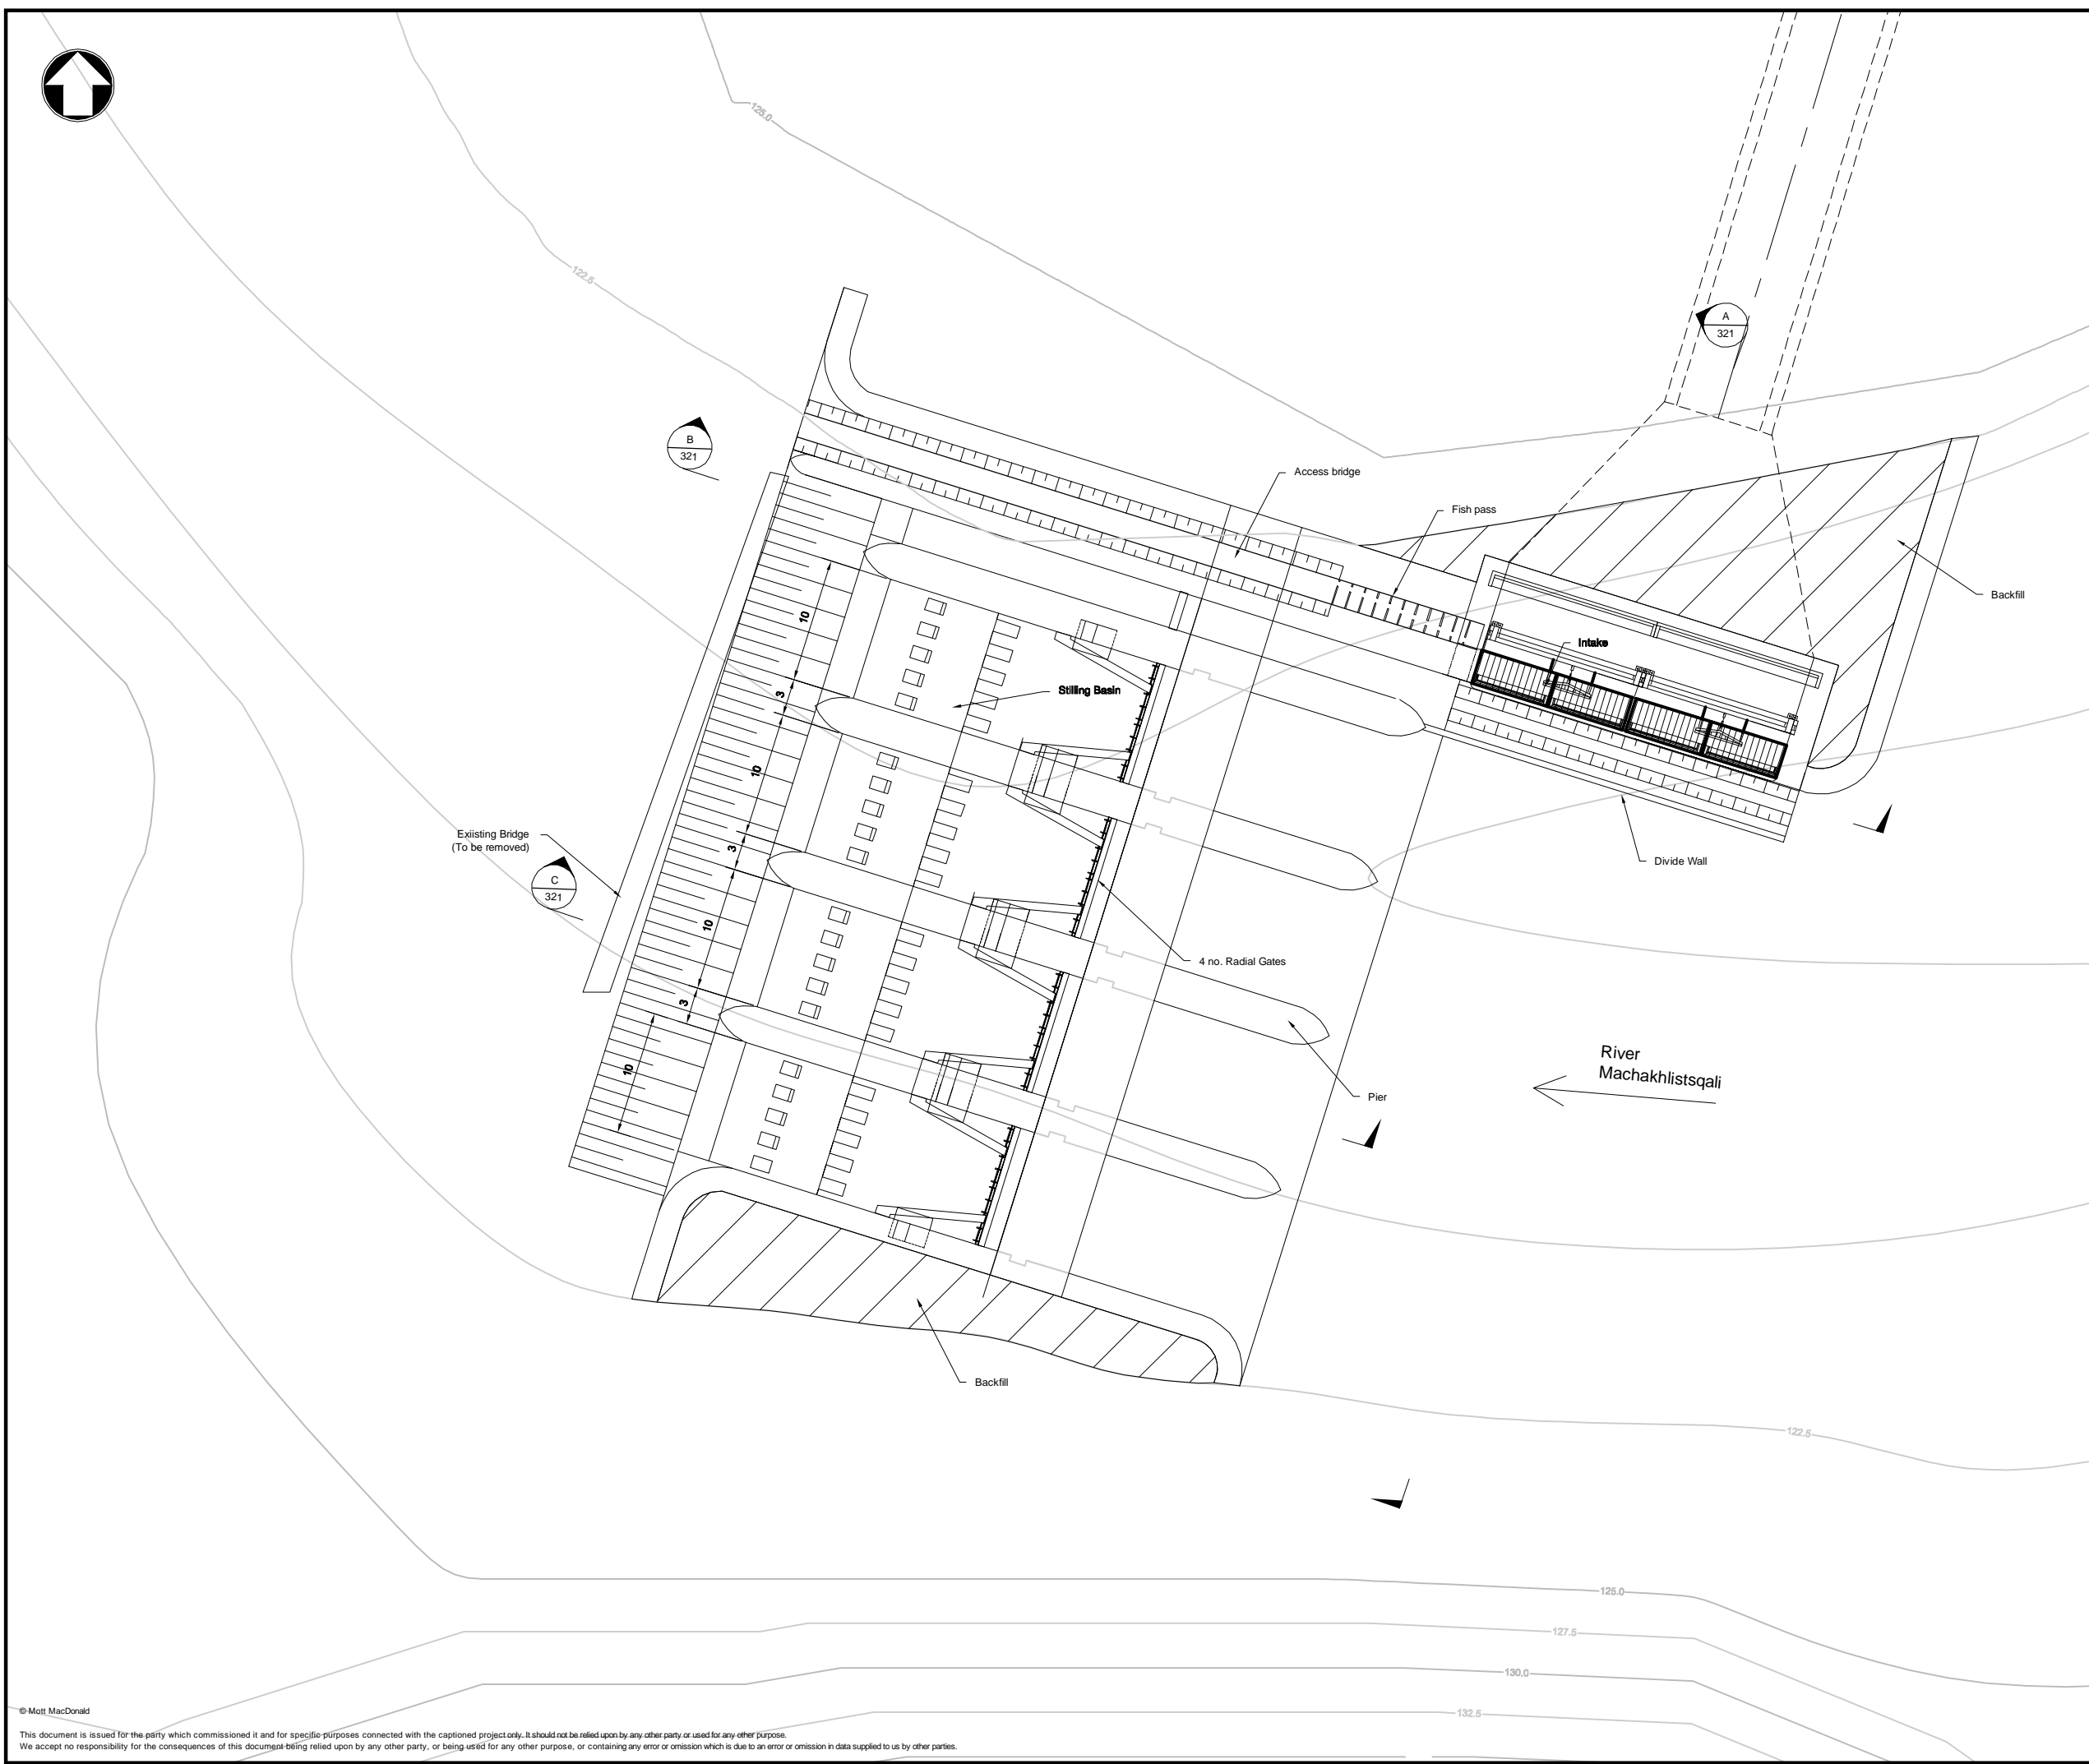 125.0
122.5
A
321
B
321
Access bridge
Fish pass
Backfill
10
Intake
3
Stilling Basin
10
Exiisting Bridge
(To be removed)
3
Divide Wall
C
321
10
4 no. Radial Gates
3
River
Machakhlistsqali
10
Pier
Backfill
122.5
125.0
127.5
130.0
132.5
© Mott MacDonald
This document is issued for the party which commissioned it and for specific purposes connected with the captioned project only. It should not be relied upon by any other party or used for any other purpose.
We accept no responsibility for the consequences of this document being relied upon by any other party, or being used for any other purpose, or containing any error or omission which is due to an error or omission in data supplied to us by other parties.